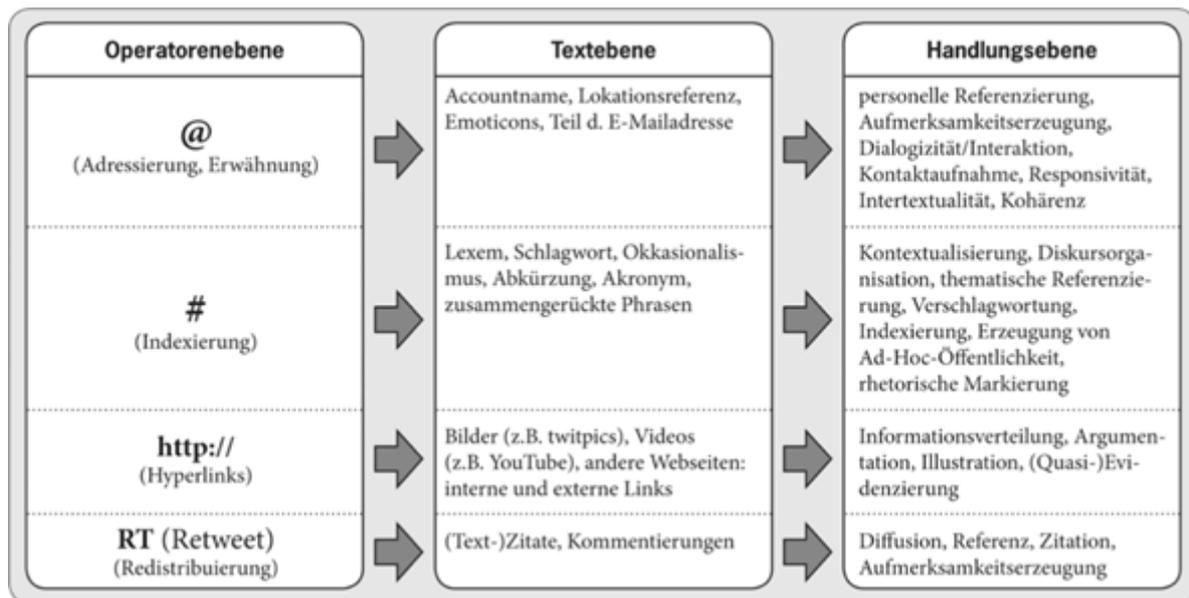 Operatorenebene
Textebene
Handlungsebene
@
(Adressierung, Erwähnung)
Accountname, Lokationsreferenz,
Emoticons, Teil d. E-Mailadresse
personelle Referenzierung,
Aufmerksamkeitserzeugung,
Dialogizität/Interaktion,
Kontaktaufnahme, Responsivität,
Intertextualität, Kohärenz
#
(Indexierung)
Lexem, Schlagwort, Okkasionalis-
mus, Abkürzung, Akronym,
zusammengerückte Phrasen
Kontextualisierung, Diskursorga-
nisation, thematische Referenzie-
rung, Verschlagwortung,
Indexierung, Erzeugung von
Ad-Hoc-Öffentlichkeit,
rhetorische Markierung
http://
(Hyperlinks)
Bilder (z.B. twitpics), Videos
(z.B. YouTube), andere Webseiten:
interne und externe Links
Informationsverteilung, Argumen-
tation, Illustration, (Quasi-)Evi-
denzierung
RT (Retweet)
(Redistribuierung)
(Text-)Zitate, Kommentierungen
Diffusion, Referenz, Zitation,
Aufmerksamkeitserzeugung